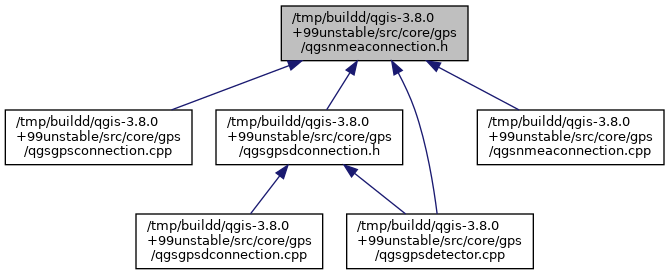 /tmp/buildd/qgis-3.8.0
+99unstable/src/core/gps
/qgsnmeaconnection.h
/tmp/buildd/qgis-3.8.0
+99unstable/src/core/gps
/qgsgpsconnection.cpp
/tmp/buildd/qgis-3.8.0
+99unstable/src/core/gps
/qgsgpsdconnection.h
/tmp/buildd/qgis-3.8.0
+99unstable/src/core/gps
/qgsnmeaconnection.cpp
/tmp/buildd/qgis-3.8.0
+99unstable/src/core/gps
/qgsgpsdconnection.cpp
/tmp/buildd/qgis-3.8.0
+99unstable/src/core/gps
/qgsgpsdetector.cpp